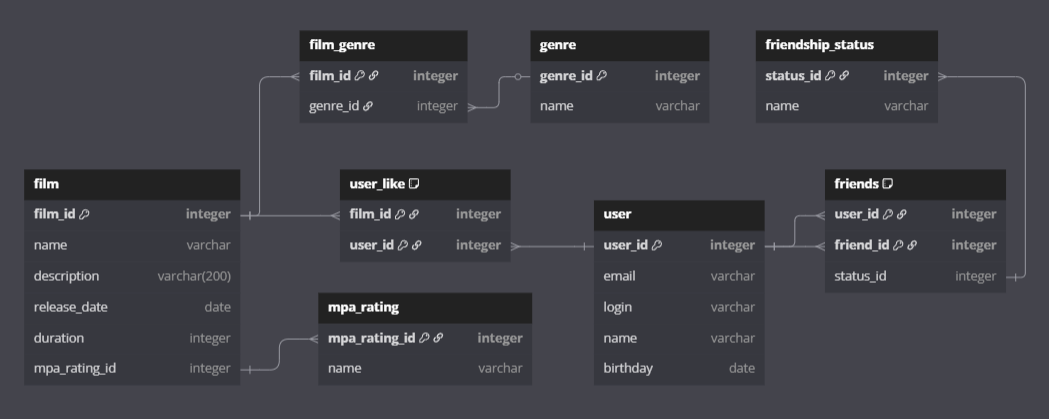 film_genre
film_id integer
genre_id integer
genre
genre_id integer
name varchar
friendship_status
status_id integer
name varchar
film
film_id integer
name varchar
description varchar(200)
release_date date
duration integer
mpa_rating_id integer
user_like
film_id integer
user_id integer
mpa_rating
mpa_rating_id integer
name varchar
user
user_id integer
email varchar
login varchar
name varchar
birthday date
friends
user_id integer
friend_id integer
status_id integer